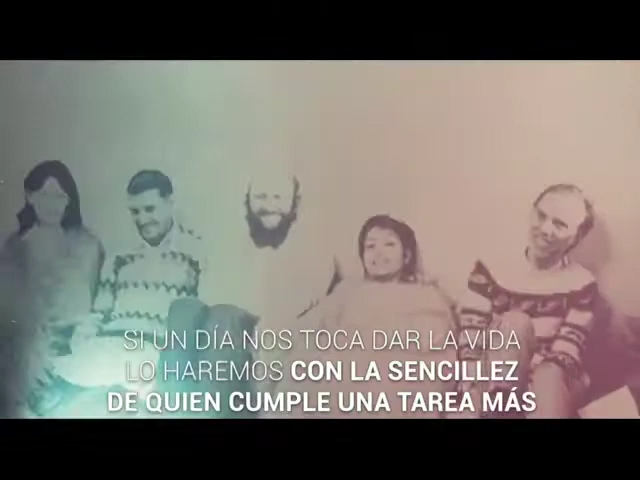 SI UN DÍA NOS TOCA DAR LA VIDA
LO HAREMOS CON LA SENCILLEZ
DE QUIEN CUMPLE UNA TAREA MÁS